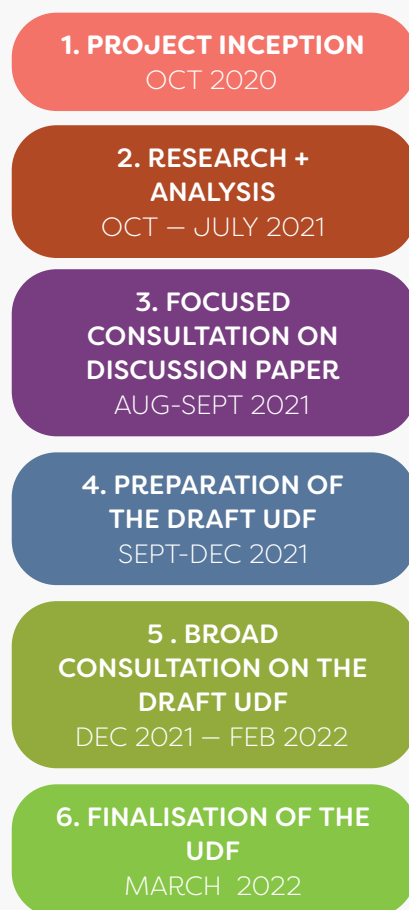 1. PROJECT INCEPTION
OCT 2020
2. RESEARCH +
ANALYSIS
OCT – JULY 2021
3. FOCUSED
CONSULTATION ON
DISCUSSION PAPER
AUG-SEPT 2021
4. PREPARATION OF
THE DRAFT UDF
SEPT-DEC 2021
5 . BROAD
CONSULTATION ON THE
DRAFT UDF
DEC 2021 – FEB 2022
6. FINALISATION OF THE
UDF
MARCH  2022